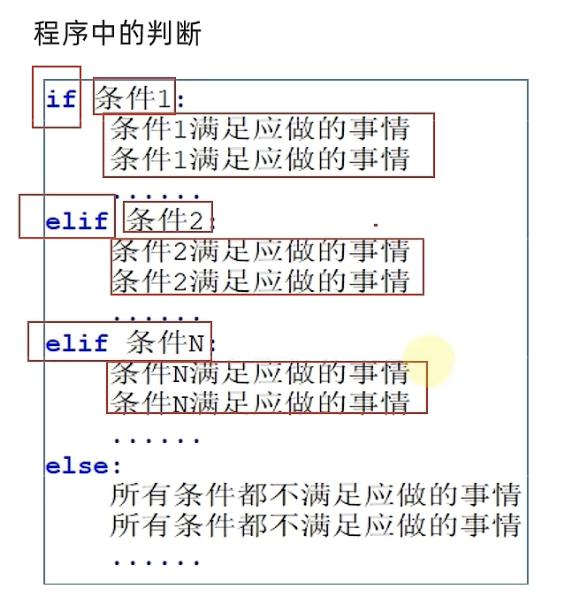 程序中的判断
if 条件1:
条件1满足应做的事情
条件1满足应做的事情
......
elif 条件2:
条件2满足应做的事情
条件2满足应做的事情
......
elif 条件N:
条件N满足应做的事情
条件N满足应做的事情
......
else:
所有条件都不满足应做的事情
所有条件都不满足应做的事情
......